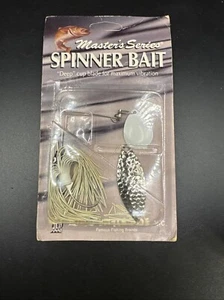 Master's Series
SPINNER BAIT
"Deep" cup blade for maximum vibration